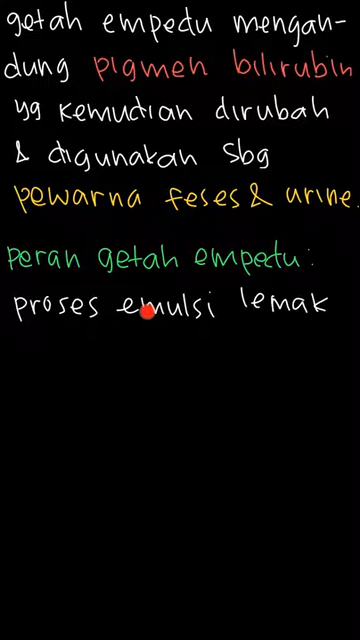 getah empedu mengan-
dung pigmen bilirubin
yg kemudian dirubah
& digunakan sbg
pewarna feses & urine.
peran getah empedu:
proses emulsi lemak